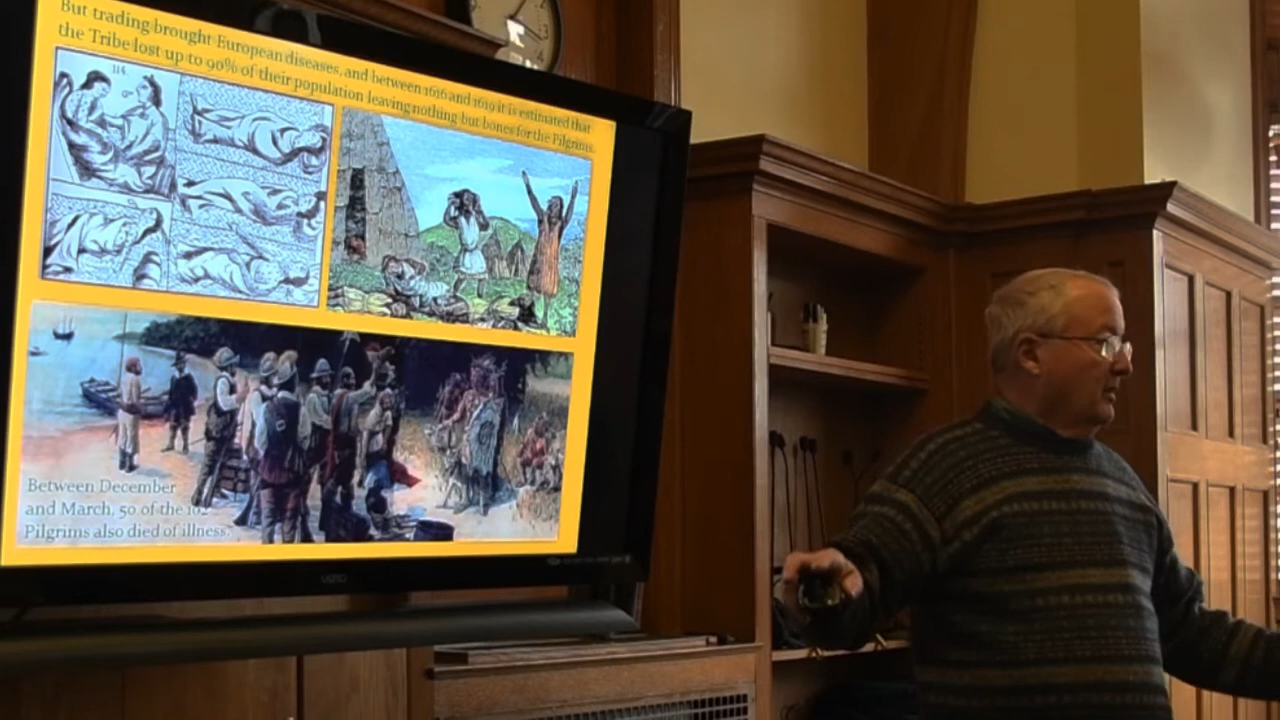 But trading brought European diseases, and between 1616 and 1619 it is estimated that
the Tribe lost up to 90% of their population leaving nothing but bones for the Pilgrims.
114
Between December
and March, 50 of the 102
Pilgrims also died of illness.
VIZIO